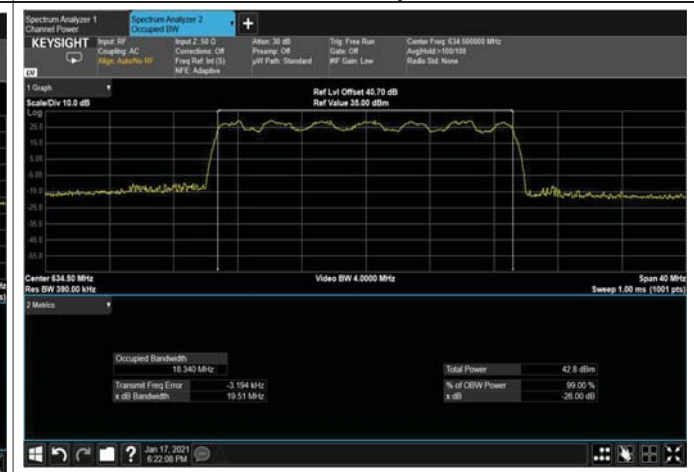 Spectrum Analyzer 1
Channel Power
Spectrum Analyzer 2
Occupied BW
KEYSIGHT
Input: RF
Coupling: AC
Align: Auto/No RF
Input Z: 50 Ω
Corrections: Off
Freq Ref: Int (S)
NFE: Adaptive
Atten: 30 dB
Preamp: Off
µW Path: Standard
Trig: Free Run
Gate: Off
#IF Gain: Low
Center Freq: 634.500000 MHz
Avg|Hold:>100/100
Radio Std: None
1 Graph
Scale/Div 10.0 dB
Ref Lvl Offset 40.70 dB
Ref Value 35.00 dBm
Log
25.0
15.0
5.00
-5.00
-15.0
-25.0
-35.0
-45.0
-55.0
Center 634.50 MHz
Res BW 390.00 kHz
Video BW 4.0000 MHz
Span 40 MHz
Sweep 1.00 ms (1001 pts)
2 Metrics
Occupied Bandwidth
18.340 MHz
Transmit Freq Error -3.194 kHz
x dB Bandwidth 19.51 MHz
Total Power 42.8 dBm
% of OBW Power 99.00 %
x dB -26.00 dB
Jan 17, 2021
6:22:08 PM